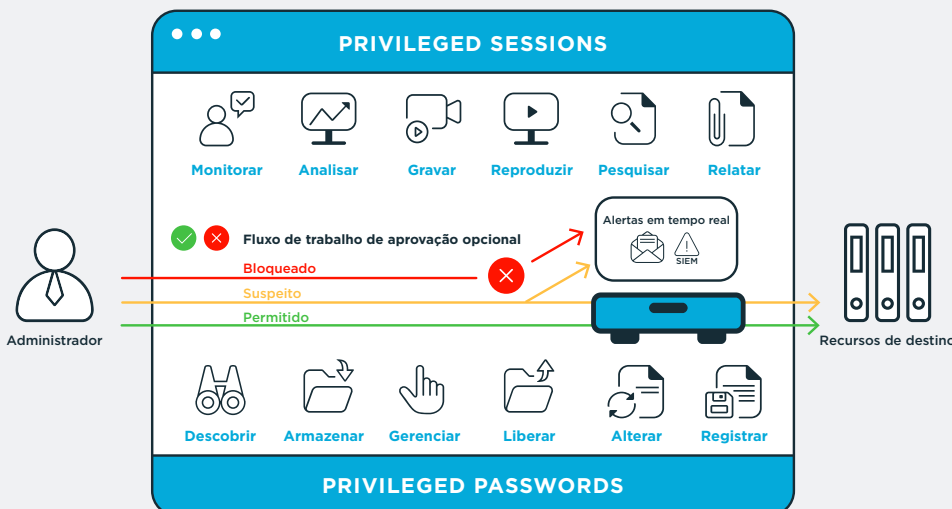 PRIVILEGED SESSIONS
Monitorar
Analisar
Gravar
Reproduzir
Pesquisar
Relatar
Fluxo de trabalho de aprovação opcional
Alertas em tempo real
SIEM
Bloqueado
Suspeito
Permitido
Administrador
Recursos de destino
Descobrir
Armazenar
Gerenciar
Liberar
Alterar
Registrar
PRIVILEGED PASSWORDS